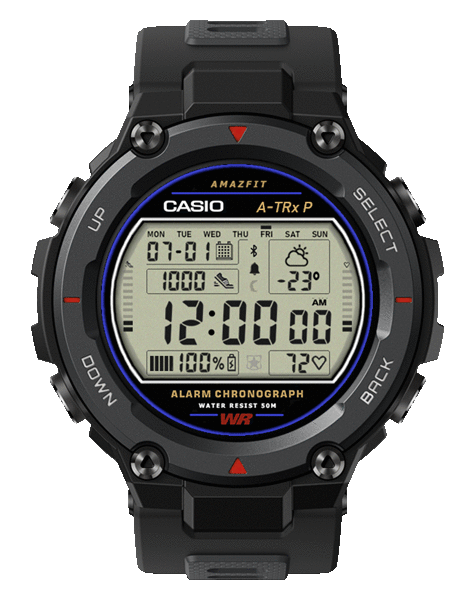 AMAZFIT
CASIO A-TRx P
UP
SELECT
MON TUE WED THU FRI SAT SUN
07-01
1000 -23°
12:00 00 AM
100% 72
DOWN
BACK
ALARM CHRONOGRAPH
WATER RESIST 50M
WR